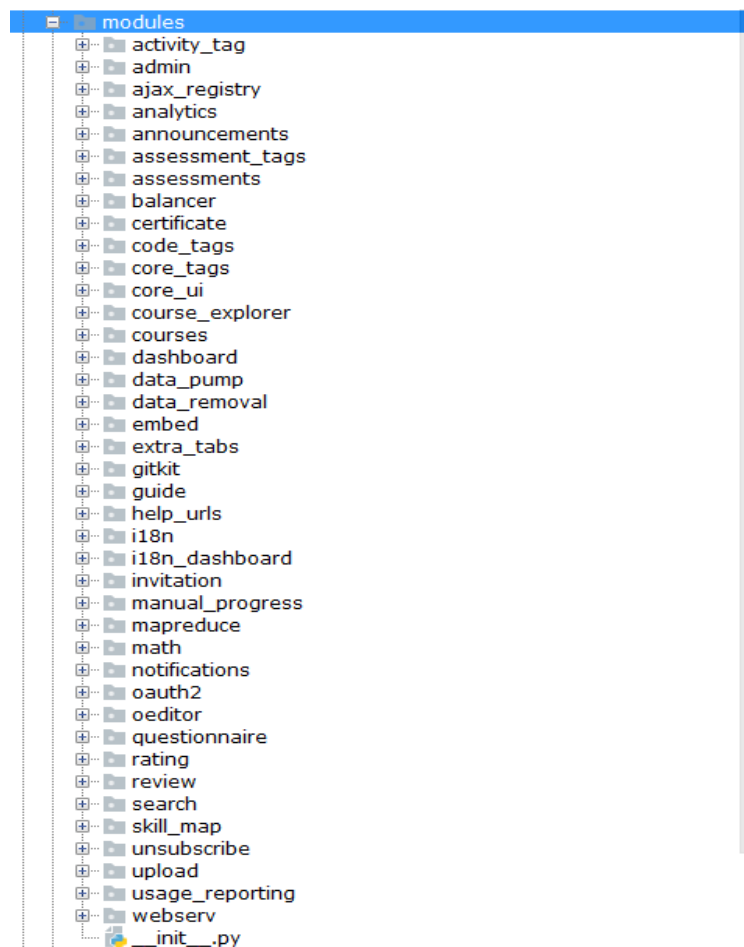 modules
activity_tag
admin
ajax_registry
analytics
announcements
assessment_tags
assessments
balancer
certificate
code_tags
core_tags
core_ui
course_explorer
courses
dashboard
data_pump
data_removal
embed
extra_tabs
gitkit
guide
help_urls
i18n
i18n_dashboard
invitation
manual_progress
mapreduce
math
notifications
oauth2
oeditor
questionnaire
rating
review
search
skill_map
unsubscribe
upload
usage_reporting
webserv
__init__.py